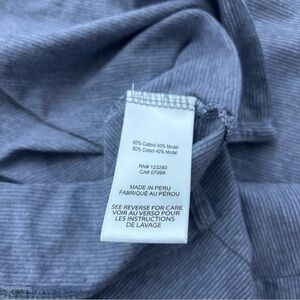 60% Cotton/ 40% Modal
60% Coton/ 40% Modal
RN# 123280
CA# 07999
MADE IN PERU
FABRIQUÉ AU PÉROU
SEE REVERSE FOR CARE
VOIR AU VERSO POUR
LES INSTRUCTIONS
DE LAVAGE